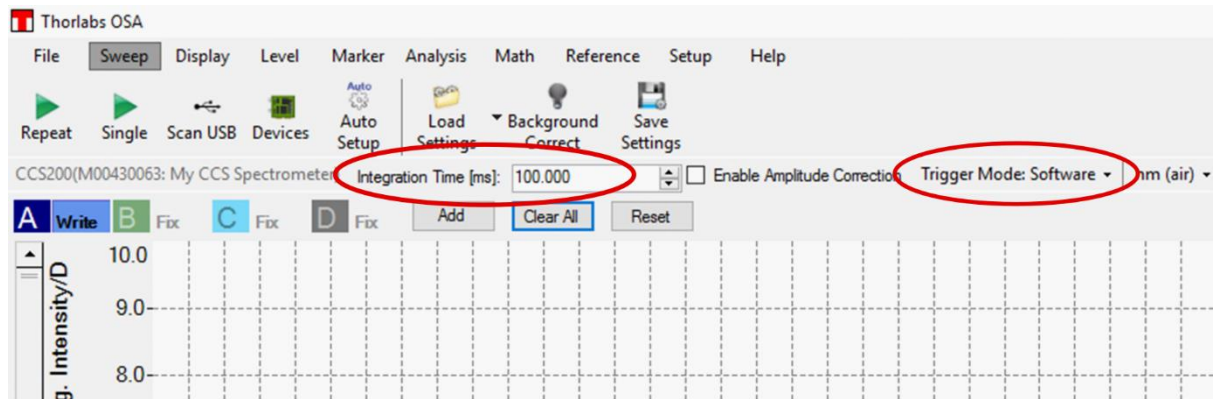 Thorlabs OSA
File Sweep Display Level Marker Analysis Math Reference Setup Help
Auto
Repeat Single Scan USB Devices Auto Setup Load Settings Background Correct Save Settings
CCS200(M00430063: My CCS Spectrometer Integration Time [ms]: 100.000 Enable Amplitude Correction Trigger Mode: Software nm (air)
A Write B Fix C Fix D Fix Add Clear All Reset
10.0
9.0
8.0
Intensity/D